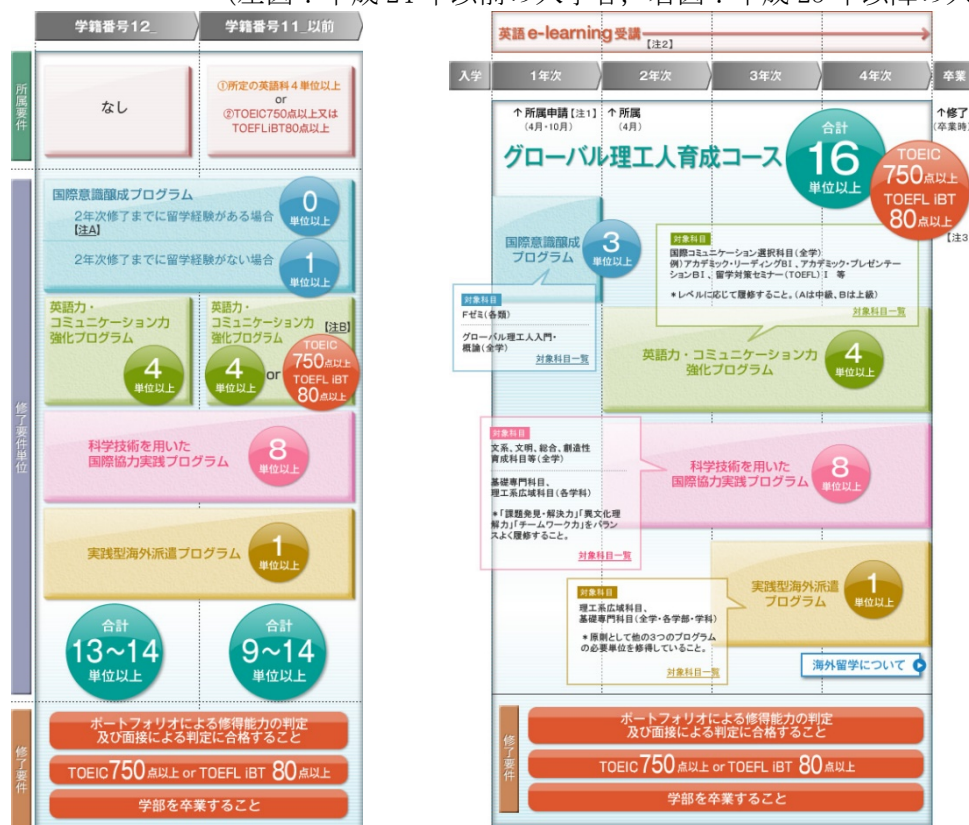 学籍番号12_
学籍番号11_以前
所属要件
なし
①所定の英語科4単位以上
or
②TOEIC750点以上又は
TOEFLiBT80点以上
修了要件単位
国際意識醸成プログラム
2年次修了までに留学経験がある場合
【注A】
0
単位以上
2年次修了までに留学経験がない場合
1
単位以上
英語力・
コミュニケーション力
強化プログラム
4
単位以上
英語力・
コミュニケーション力
強化プログラム
【注B】
4
単位以上
or
TOEIC
750点以上
TOEFL iBT
80点以上
科学技術を用いた
国際協力実践プログラム
8
単位以上
実践型海外派遣プログラム
1
単位以上
合計
13~14
単位以上
合計
9~14
単位以上
修了要件
ポートフォリオによる修得能力の判定
及び面接による判定に合格すること
TOEIC 750点以上 or TOEFL iBT 80点以上
学部を卒業すること
英語 e-learning受講
【注2】
入学
1年次
2年次
3年次
4年次
卒業
↑所属申請【注1】
(4月・10月)
↑所属
(4月)
↑修了
(卒業時)
グローバル理工人育成コース
合計
16
単位以上
TOEIC
750点以上
TOEFL iBT
80点以上
【注3
国際意識醸成
プログラム
3
単位以上
対象科目
国際コミュニケーション選択科目(全学)
例)アカデミック・リーディングBⅠ、アカデミック・プレゼンテー
ションBⅠ、留学対策セミナー(TOEFL)Ⅰ 等
*レベルに応じて履修すること。(Aは中級、Bは上級)
対象科目一覧
対象科目
Fゼミ(各類)
グローバル理工人入門・
概論(全学)
対象科目一覧
英語力・コミュニケーション力
強化プログラム
4
単位以上
対象科目
文系、文明、総合、創造性
育成科目等(全学)
基礎専門科目、
理工系広域科目(各学科)
*「課題発見・解決力」「異文化理
解力」「チームワーク力」をバラン
スよく履修すること。
対象科目一覧
科学技術を用いた
国際協力実践プログラム
8
単位以上
対象科目
理工系広域科目、
基礎専門科目(全学・各学部・学科)
*原則として他の3つのプログラム
の必要単位を修得していること。
対象科目一覧
実践型海外派遣
プログラム
1
単位以上
海外留学について
修了要件
ポートフォリオによる修得能力の判定
及び面接による判定に合格すること
TOEIC 750点以上 or TOEFL iBT 80点以上
学部を卒業すること